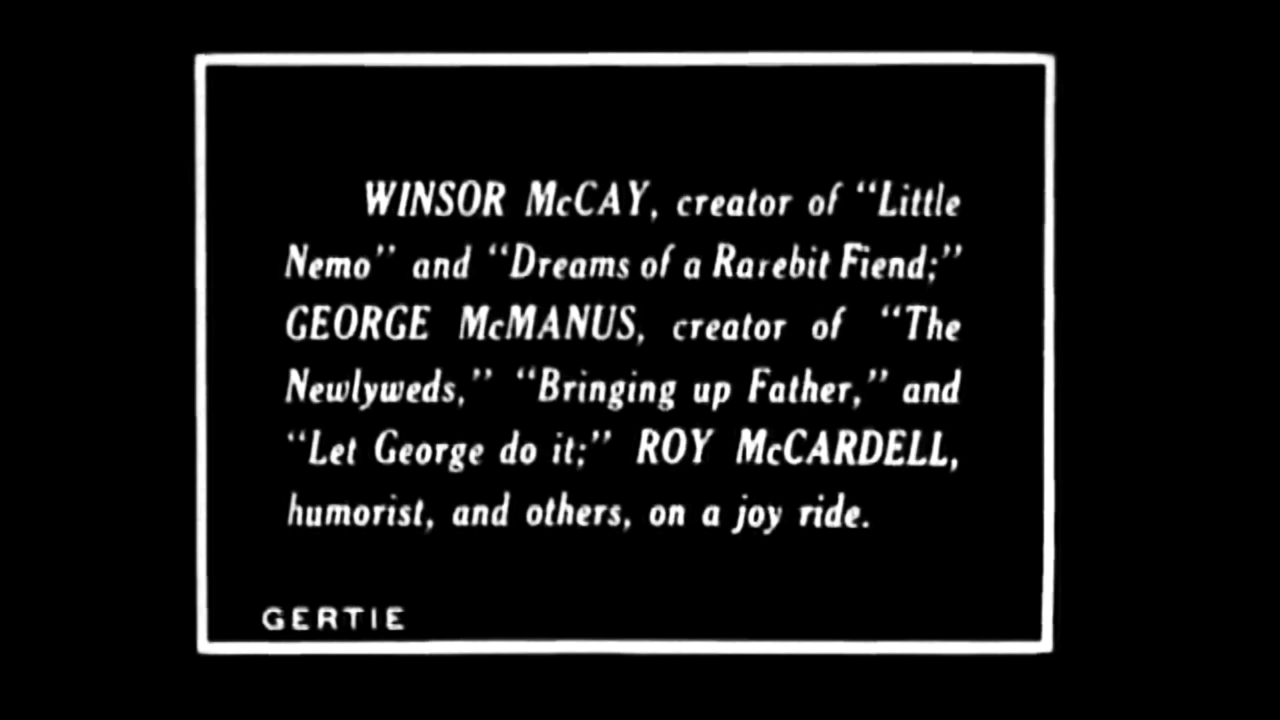 WINSOR McCAY, creator of “Little
Nemo” and “Dreams of a Rarebit Fiend;”
GEORGE McMANUS, creator of “The
Newlyweds,” “Bringing up Father,” and
“Let George do it;” ROY McCARDELL,
humorist, and others, on a joy ride.
GERTIE